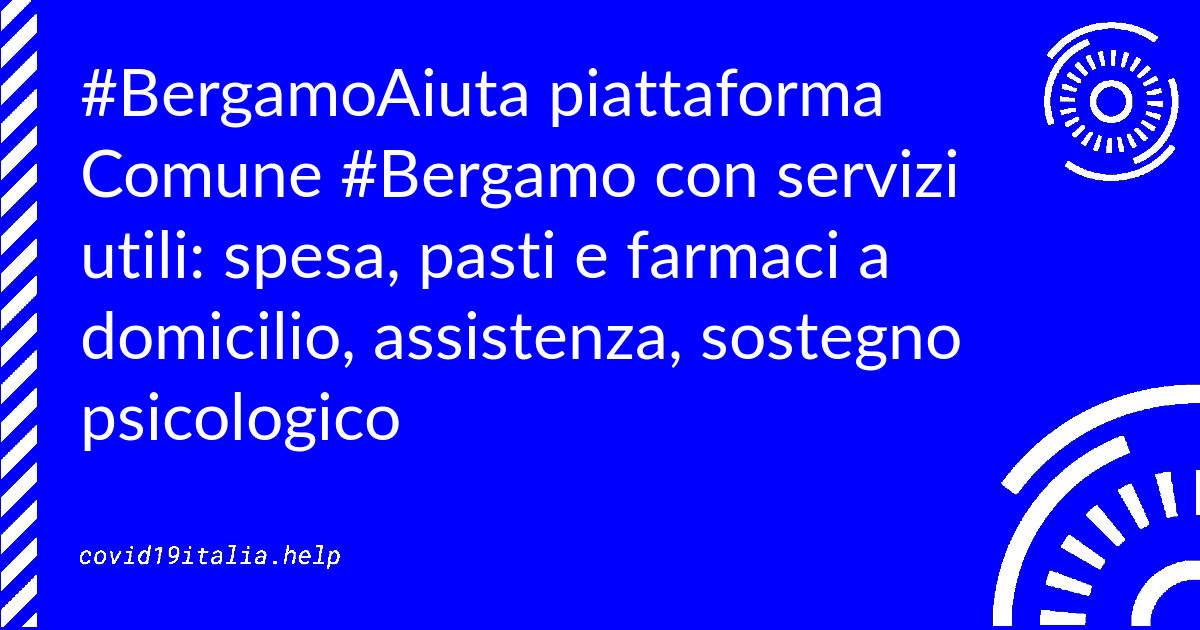 #BergamoAiuta piattaforma
Comune #Bergamo con servizi
utili: spesa, pasti e farmaci a
domicilio, assistenza, sostegno
psicologico
covid19italia.help